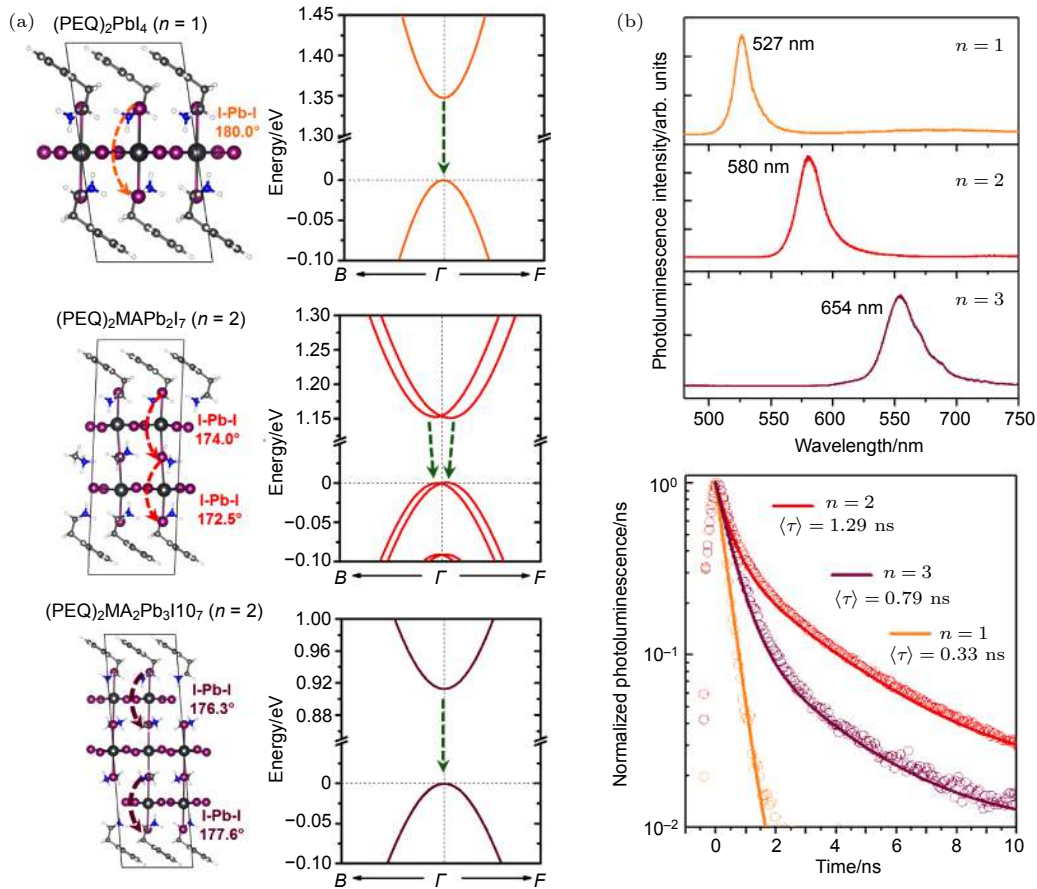 (a)
(PEQ)₂PbI₄ (n = 1)
I-Pb-I
180.0°
Energy/eV
1.45
1.40
1.35
1.30
0
−0.05
−0.10
B Γ F
(PEQ)₂MAPb₂I₇ (n = 2)
I-Pb-I
174.0°
I-Pb-I
172.5°
Energy/eV
1.30
1.25
1.20
1.15
0
−0.05
−0.10
B Γ F
(PEQ)₂MA₂Pb₃I10₇ (n = 2)
I-Pb-I
176.3°
I-Pb-I
177.6°
Energy/eV
1.00
0.96
0.92
0.88
0
−0.05
−0.10
B Γ F
(b)
Photoluminescence intensity/arb. units
527 nm
n = 1
580 nm
n = 2
654 nm
n = 3
500 550 600 650 700 750
Wavelength/nm
Normalized photoluminescence/ns
10⁰
10⁻¹
10⁻²
n = 2
⟨τ⟩ = 1.29 ns
n = 3
⟨τ⟩ = 0.79 ns
n = 1
⟨τ⟩ = 0.33 ns
0 2 4 6 8 10
Time/ns